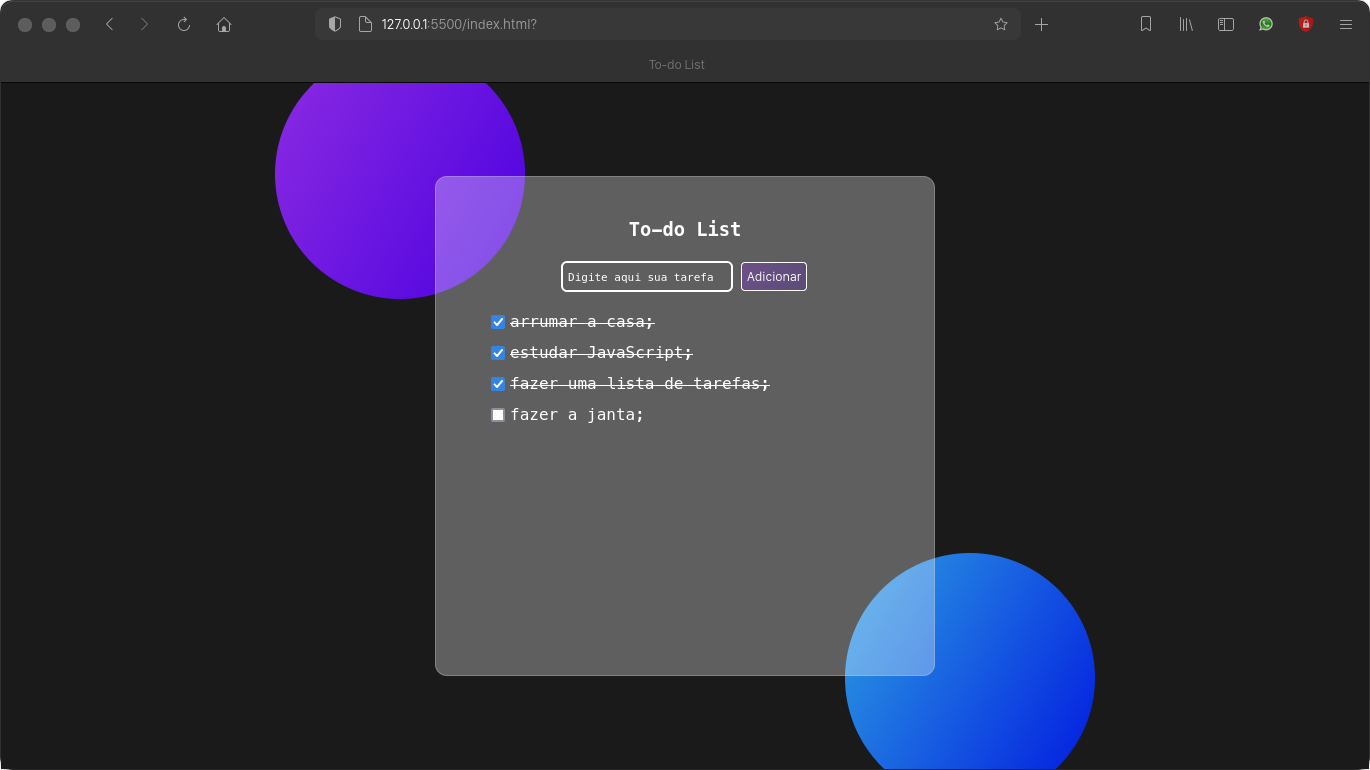 127.0.0.1:5500/index.html?
To-do List
To-do List
Digite aqui sua tarefa Adicionar
arrumar a casa;
estudar JavaScript;
fazer uma lista de tarefas;
fazer a janta;